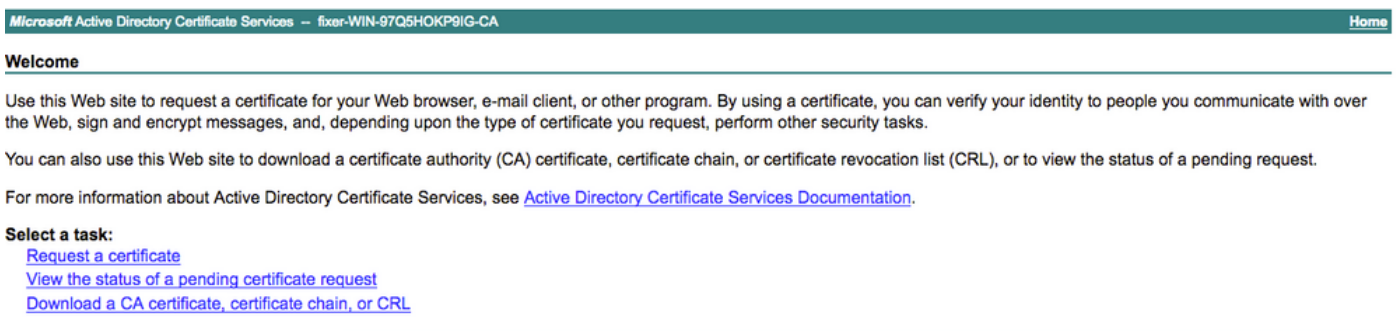 Microsoft Active Directory Certificate Services -- fixer-WIN-97Q5HOKP9IG-CA Home
Welcome
Use this Web site to request a certificate for your Web browser, e-mail client, or other program. By using a certificate, you can verify your identity to people you communicate with over
the Web, sign and encrypt messages, and, depending upon the type of certificate you request, perform other security tasks.
You can also use this Web site to download a certificate authority (CA) certificate, certificate chain, or certificate revocation list (CRL), or to view the status of a pending request.
For more information about Active Directory Certificate Services, see Active Directory Certificate Services Documentation.
Select a task:
Request a certificate
View the status of a pending certificate request
Download a CA certificate, certificate chain, or CRL